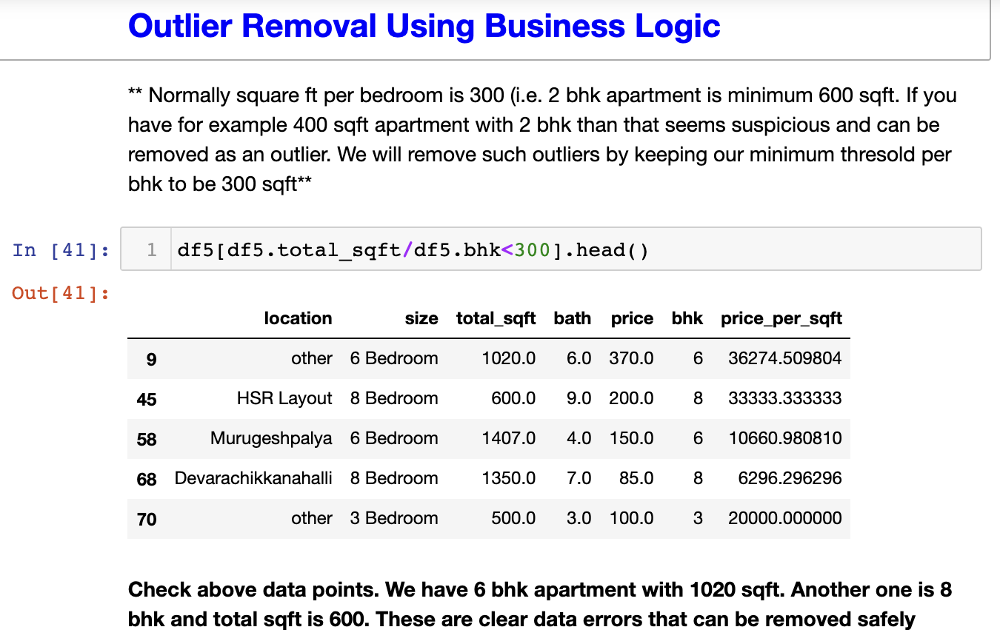 Outlier Removal Using Business Logic
** Normally square ft per bedroom is 300 (i.e. 2 bhk apartment is minimum 600 sqft. If you
have for example 400 sqft apartment with 2 bhk than that seems suspicious and can be
removed as an outlier. We will remove such outliers by keeping our minimum thresold per
bhk to be 300 sqft**
In [41]: 1 df5[df5.total_sqft/df5.bhk<300].head()
Out[41]:
location size total_sqft bath price bhk price_per_sqft
9 other 6 Bedroom 1020.0 6.0 370.0 6 36274.509804
45 HSR Layout 8 Bedroom 600.0 9.0 200.0 8 33333.333333
58 Murugeshpalya 6 Bedroom 1407.0 4.0 150.0 6 10660.980810
68 Devarachikkanahalli 8 Bedroom 1350.0 7.0 85.0 8 6296.296296
70 other 3 Bedroom 500.0 3.0 100.0 3 20000.000000
Check above data points. We have 6 bhk apartment with 1020 sqft. Another one is 8
bhk and total sqft is 600. These are clear data errors that can be removed safely